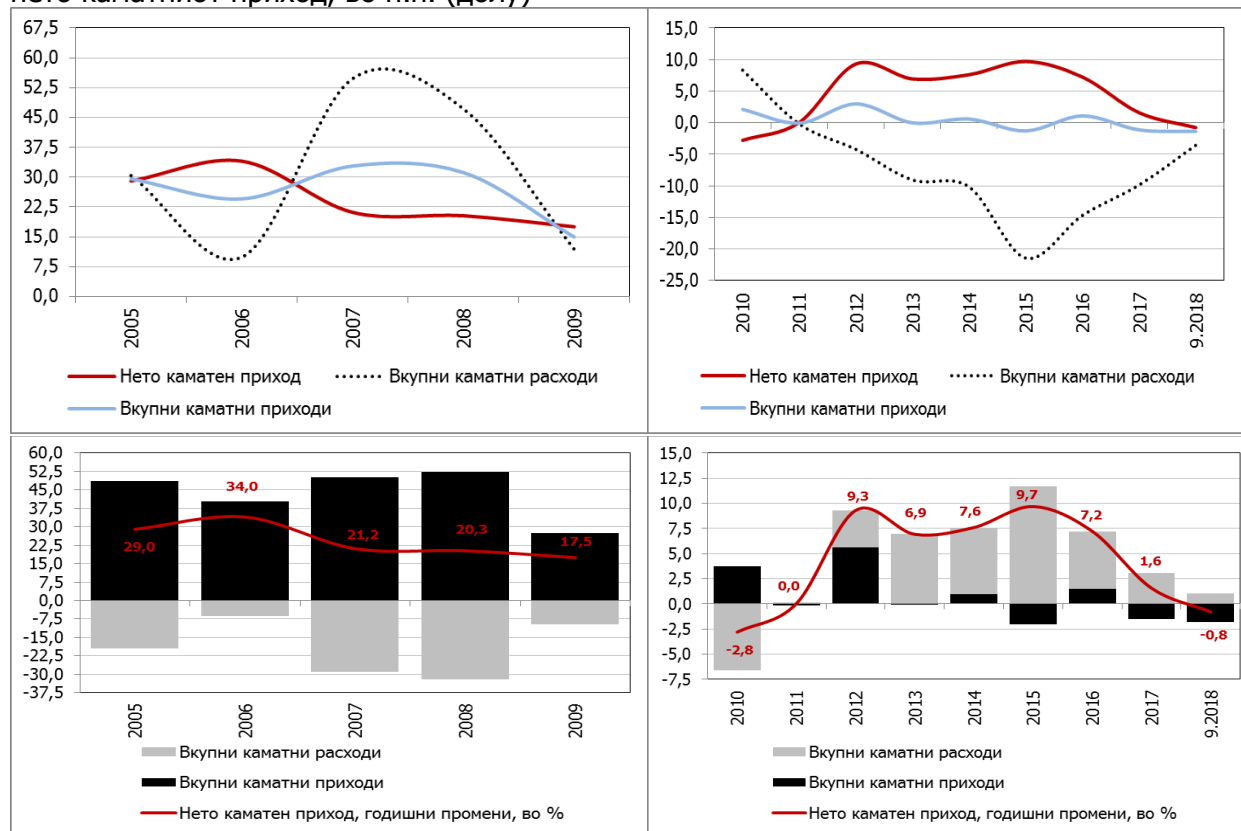 нето каматниот приход, во п.п. (долу)
67,5
60,0
52,5
45,0
37,5
30,0
22,5
15,0
7,5
0,0
2005 2006 2007 2008 2009
Нето каматен приход Вкупни каматни расходи
Вкупни каматни приходи
15,0
10,0
5,0
0,0
-5,0
-10,0
-15,0
-20,0
-25,0
2010 2011 2012 2013 2014 2015 2016 2017 9.2018
Нето каматен приход Вкупни каматни расходи
Вкупни каматни приходи
60,0
52,5
45,0
37,5
30,0
22,5
15,0
7,5
0,0
-7,5
-15,0
-22,5
-30,0
-37,5
29,0 34,0 21,2 20,3 17,5
2005 2006 2007 2008 2009
Вкупни каматни расходи
Вкупни каматни приходи
Нето каматен приход, годишни промени, во %
15,0
12,5
10,0
7,5
5,0
2,5
0,0
-2,5
-5,0
-7,5
-2,8 0,0 9,3 6,9 7,6 9,7 7,2 1,6 -0,8
2010 2011 2012 2013 2014 2015 2016 2017 9.2018
Вкупни каматни расходи
Вкупни каматни приходи
Нето каматен приход, годишни промени, во %